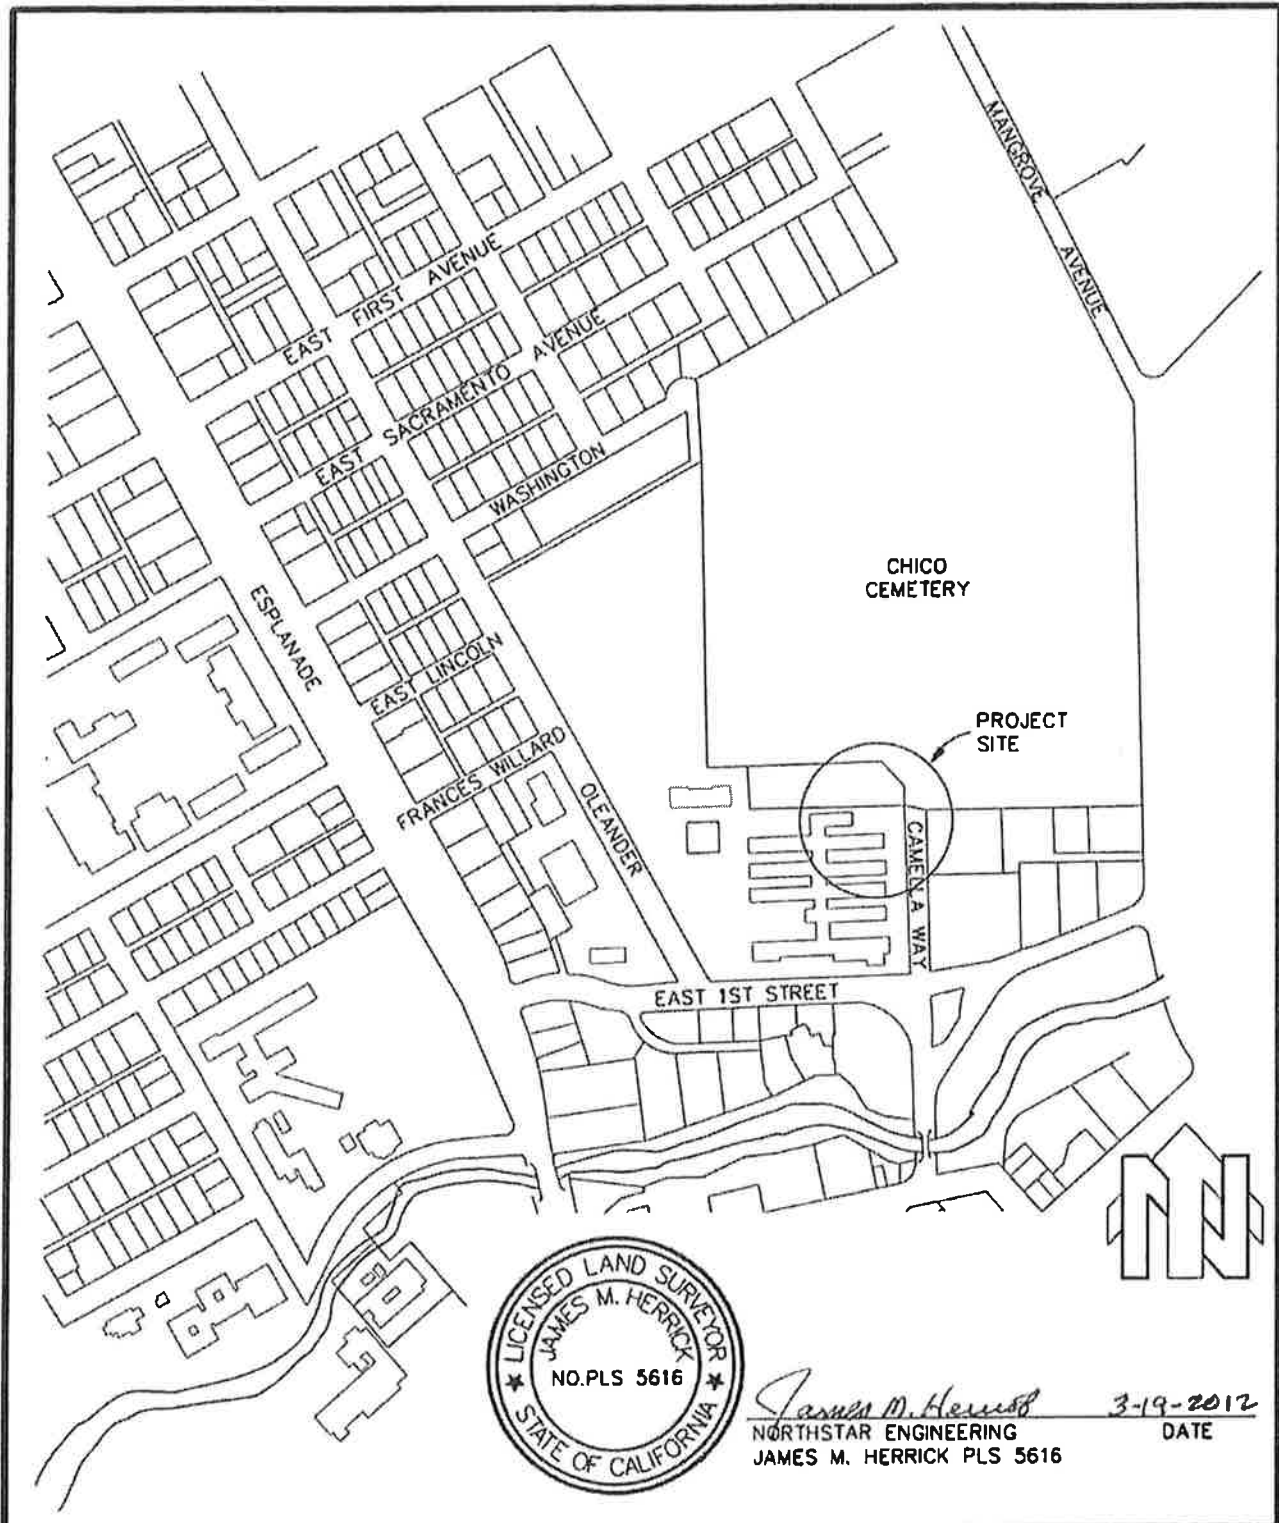 MANGROVE AVENUE
EAST FIRST AVENUE
EAST SACRAMENTO AVENUE
WASHINGTON
CHICO
CEMETERY
ESPLANADE
EAST LINCOLN
PROJECT
SITE
FRANCES WILLARD
OLEANDER
CAMELLA WAY
EAST 1ST STREET
LICENSED LAND SURVEYOR
JAMES M. HERRICK
NO.PLS 5616
STATE OF CALIFORNIA
James M. Herrick 3-19-2012
NORTHSTAR ENGINEERING DATE
JAMES M. HERRICK PLS 5616